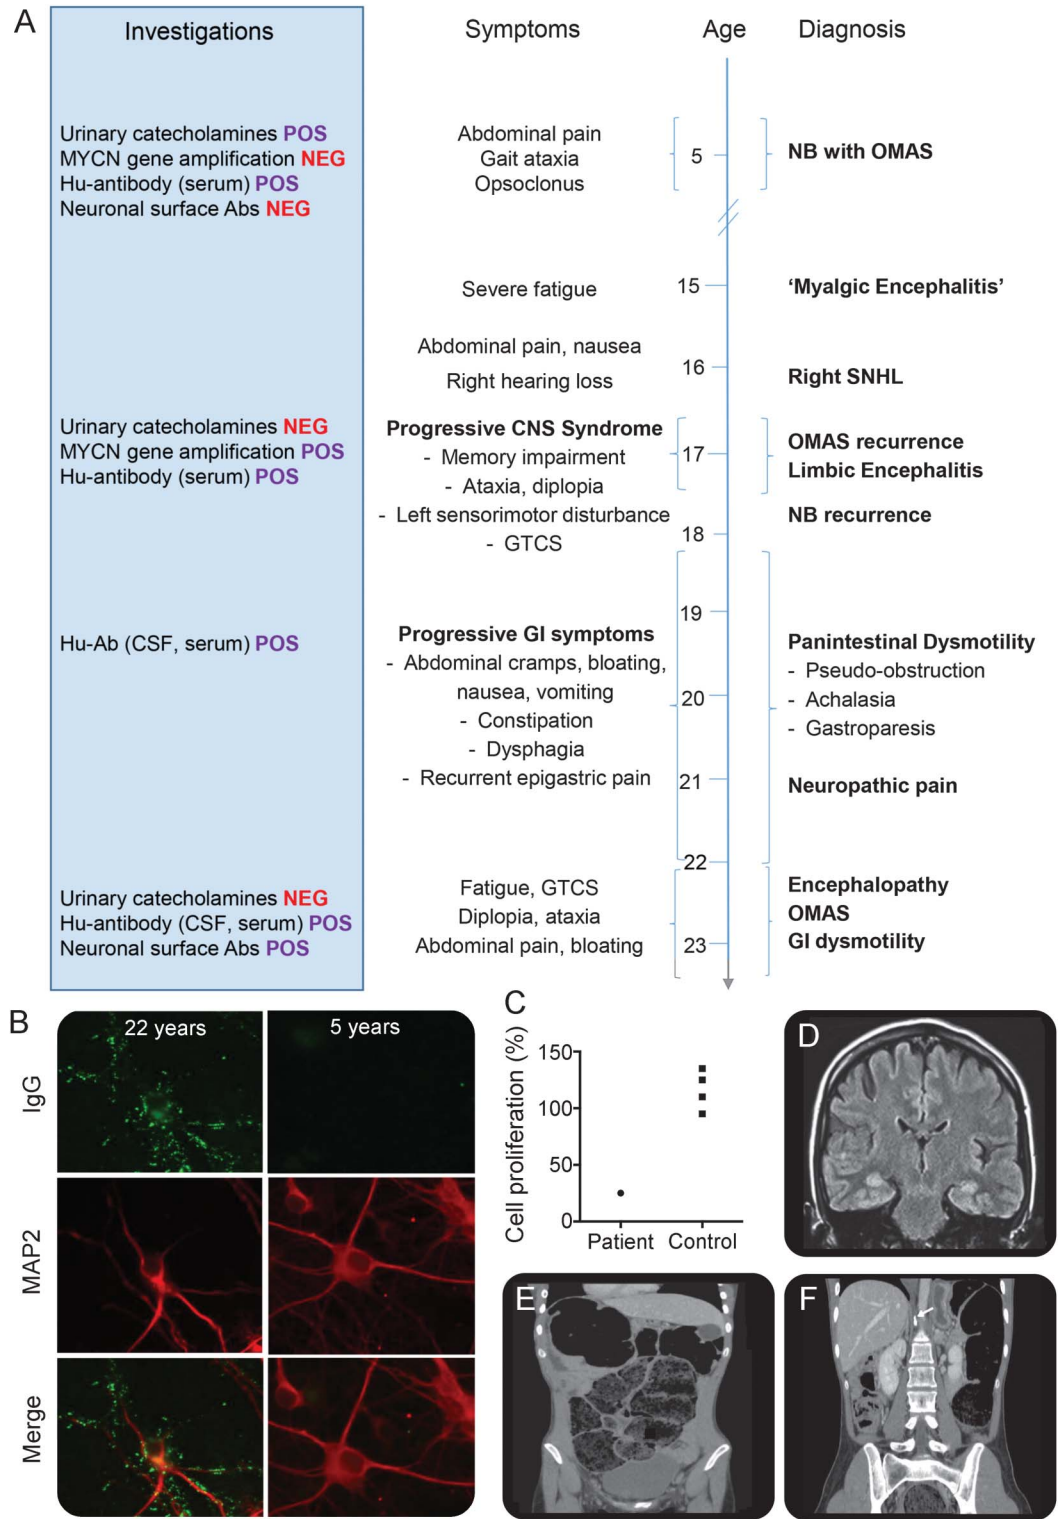 A
Investigations
Symptoms
Age
Diagnosis
Urinary catecholamines POS
MYCN gene amplification NEG
Hu-antibody (serum) POS
Neuronal surface Abs NEG
Abdominal pain
Gait ataxia
Opsoclonus
5
NB with OMAS
Severe fatigue
15
‘Myalgic Encephalitis’
Abdominal pain, nausea
Right hearing loss
16
Right SNHL
Urinary catecholamines NEG
MYCN gene amplification POS
Hu-antibody (serum) POS
Progressive CNS Syndrome
- Memory impairment
- Ataxia, diplopia
- Left sensorimotor disturbance
- GTCS
17
OMAS recurrence
Limbic Encephalitis
18
NB recurrence
19
Hu-Ab (CSF, serum) POS
Progressive GI symptoms
- Abdominal cramps, bloating,
nausea, vomiting
- Constipation
- Dysphagia
- Recurrent epigastric pain
20
21
Panintestinal Dysmotility
- Pseudo-obstruction
- Achalasia
- Gastroparesis
Neuropathic pain
22
Urinary catecholamines NEG
Hu-antibody (CSF, serum) POS
Neuronal surface Abs POS
Fatigue, GTCS
Diplopia, ataxia
Abdominal pain, bloating
23
Encephalopathy
OMAS
GI dysmotility
B
22 years
5 years
IgG
MAP2
Merge
C
Cell proliferation (%)
150
100
50
0
Patient
Control
D
E
F